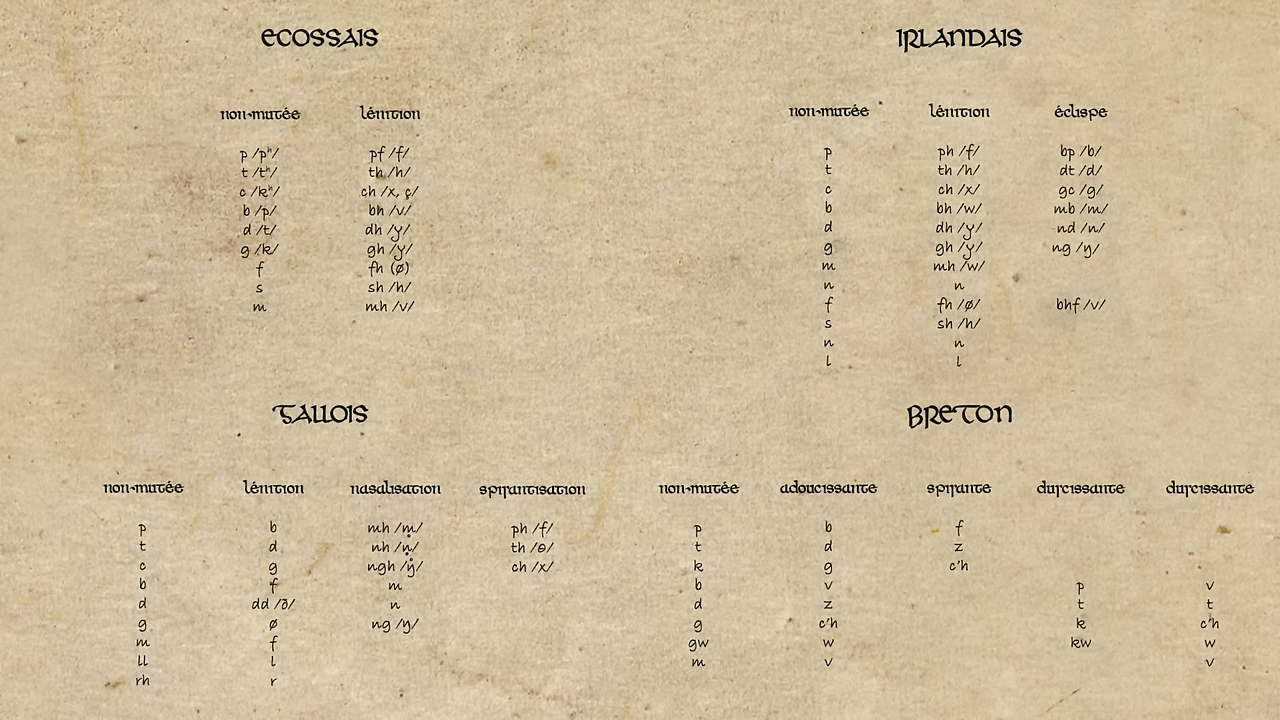 ECOSSAIS
non-mutée lénition
p /pʰ/ pf /f/
t /tʰ/ th /h/
c /kʰ/ ch /x, ç/
b /p/ bh /v/
d /t/ dh /y/
g /k/ gh /y/
f fh (ø)
s sh /h/
m mh /v/
IRLANDAIS
non-mutée lénition éclispe
p ph /f/ bp /b/
t th /h/ dt /d/
c ch /x/ gc /g/
b bh /w/ mb /m/
d dh /y/ nd /n/
g gh /y/ ng /ŋ/
m mh /w/
n n
f fh /ø/ bhf /v/
s sh /h/
n n
l l
GALLOIS
non-mutée lénition nasalisation spirantisation
p b mh /m̥/ ph /f/
t d nh /n̥/ th /ɵ/
c g ngh /ŋ̊/ ch /x/
b f m
d dd /ð/ n
g ø ng /ŋ/
m f
ll l
rh r
BRETON
non-mutée adoucissante spirante durcissante durcissante
p b f
t d z
k g c'h
b v p v
d z t t
g c'h k c'h
gw w kw w
m v v